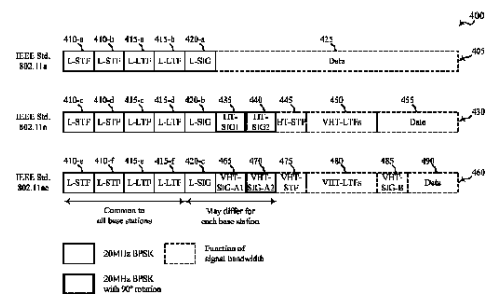 400
410-a 410-b 415-a 415-b 420-a 425
IEEE Std. 802.11a
L-STF L-STF L-LTF L-LTF L-SIG Data
405
410-c 410-d 415-c 415-d 420-b 435 440 445 450 455
IEEE Std. 802.11n
L-STF L-STF L-LTF L-LTF L-SIG HT-SIG1 HT-SIG2 HT-STF VHT-LTFs Data
430
410-e 410-f 415-e 415-f 420-c 465 470 475 480 485 490
IEEE Std. 802.11ac
L-STF L-STF L-LTF L-LTF L-SIG VHT-SIG-A1 VHT-SIG-A2 VHT-STF VHT-LTFs VHT-SIG-B Data
460
Common to all base stations
May differ for each base station
20MHz BPSK
Function of signal bandwidth
20MHz BPSK with 90° rotation